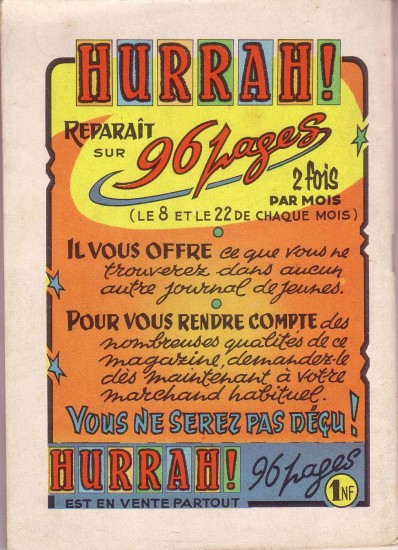 HURRAH!
REPARAÎT
SUR 96 pages
2 fois
PAR MOIS
(LE 8 ET LE 22 DE CHAQUE MOIS)
IL VOUS OFFRE ce que vous ne
trouverez dans aucun
autre journal de jeunes.
POUR VOUS RENDRE COMPTE des
nombreuses qualités de ce
magazine, demandez-le
dès maintenant à votre
marchand habituel.
VOUS NE SEREZ PAS DÉÇU!
HURRAH! 96 pages
EST EN VENTE PARTOUT 1NF